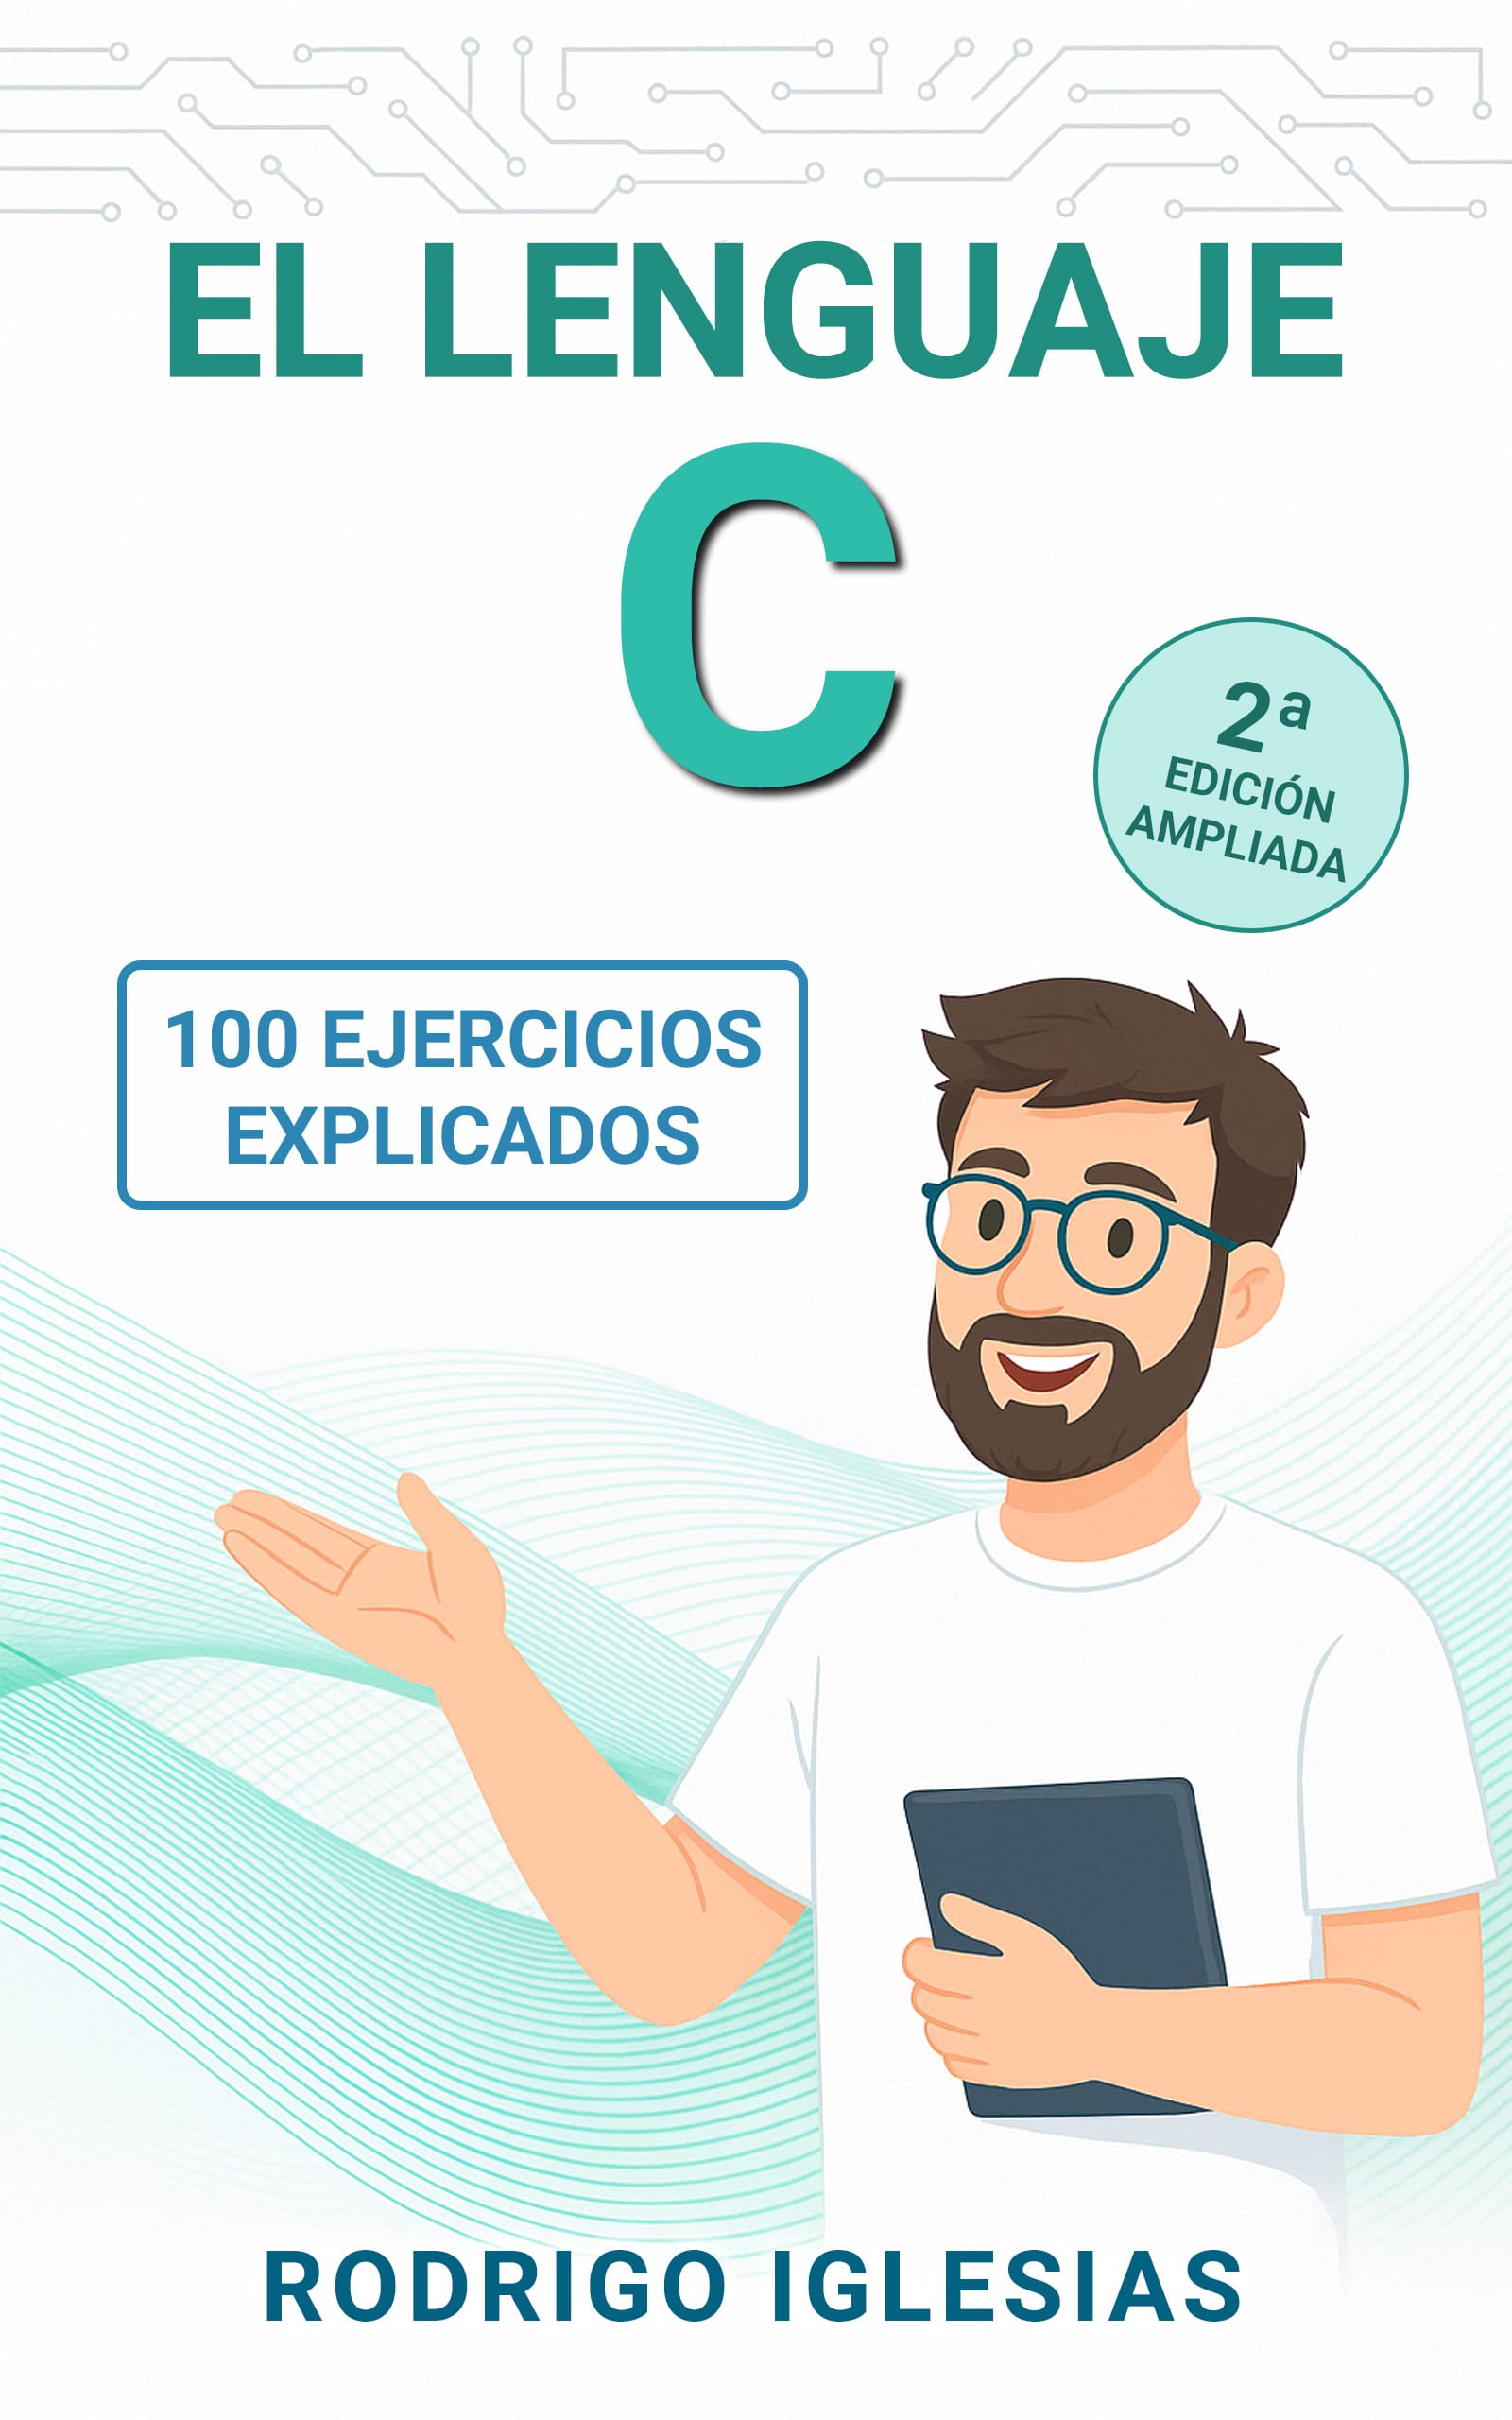 EL LENGUAJE
C
2ª
EDICIÓN
AMPLIADA
100 EJERCICIOS
EXPLICADOS
RODRIGO IGLESIAS